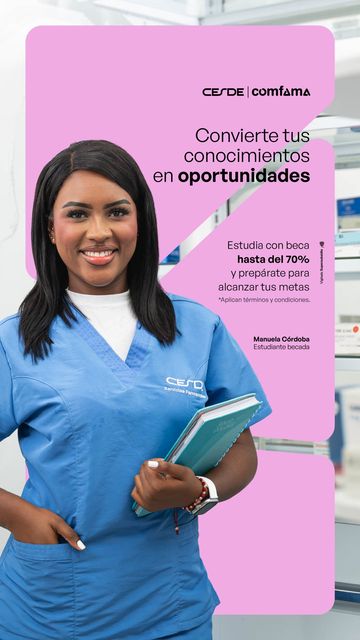 CESDE | comfama
Convierte tus
conocimientos
en oportunidades
Estudia con beca
hasta del 70%
y prepárate para
alcanzar tus metas
*Aplican términos y condiciones.
Manuela Córdoba
Estudiante becada
CESD